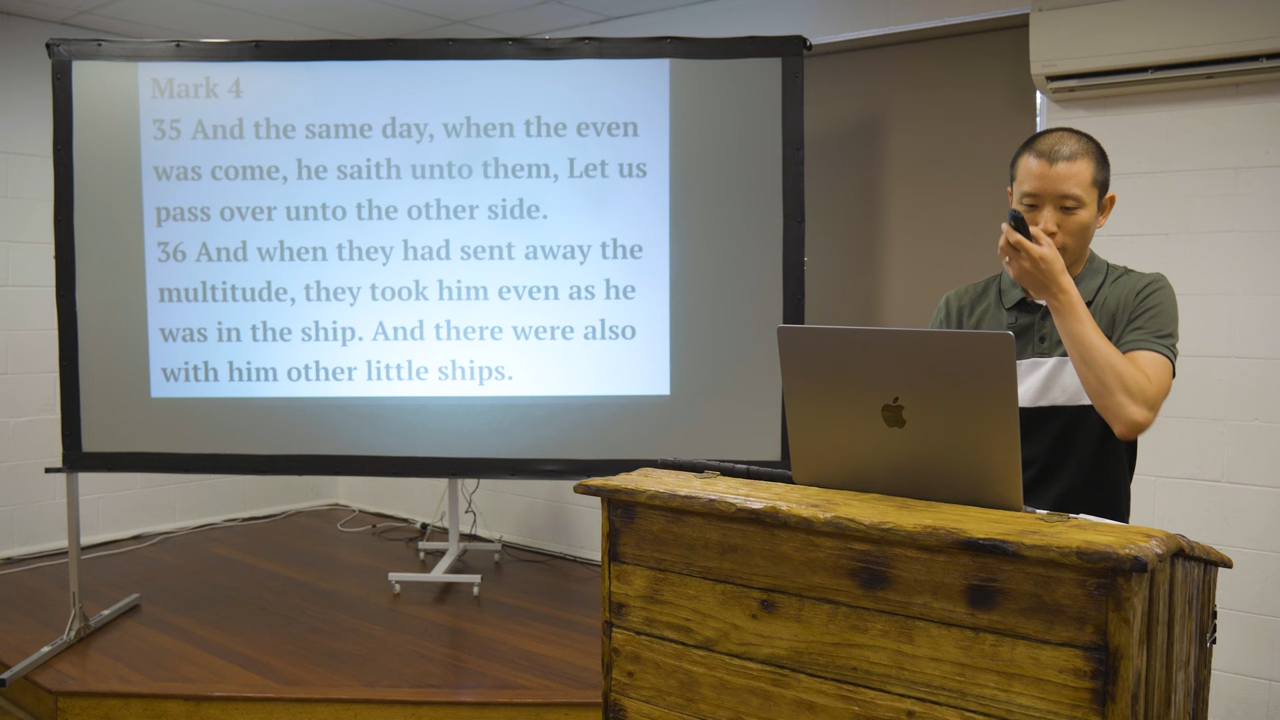 Mark 4
35 And the same day, when the even
was come, he saith unto them, Let us
pass over unto the other side.
36 And when they had sent away the
multitude, they took him even as he
was in the ship. And there were also
with him other little ships.